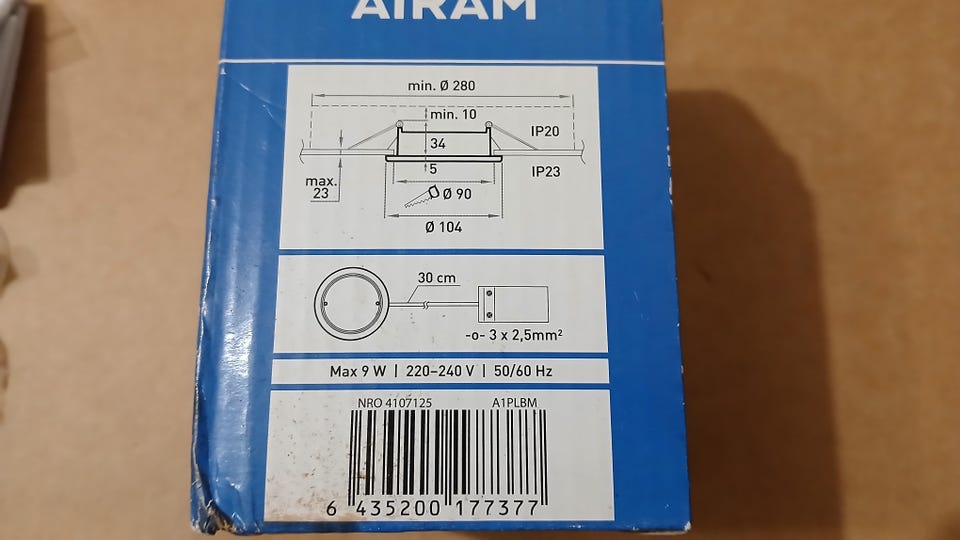 AIRAM
min. Ø 280
min. 10
IP20
34
IP23
5
max.
23
Ø 90
Ø 104
30 cm
-o- 3 x 2,5mm²
Max 9 W | 220–240 V | 50/60 Hz
NRO 4107125 A1PLBM
6 435200 177377